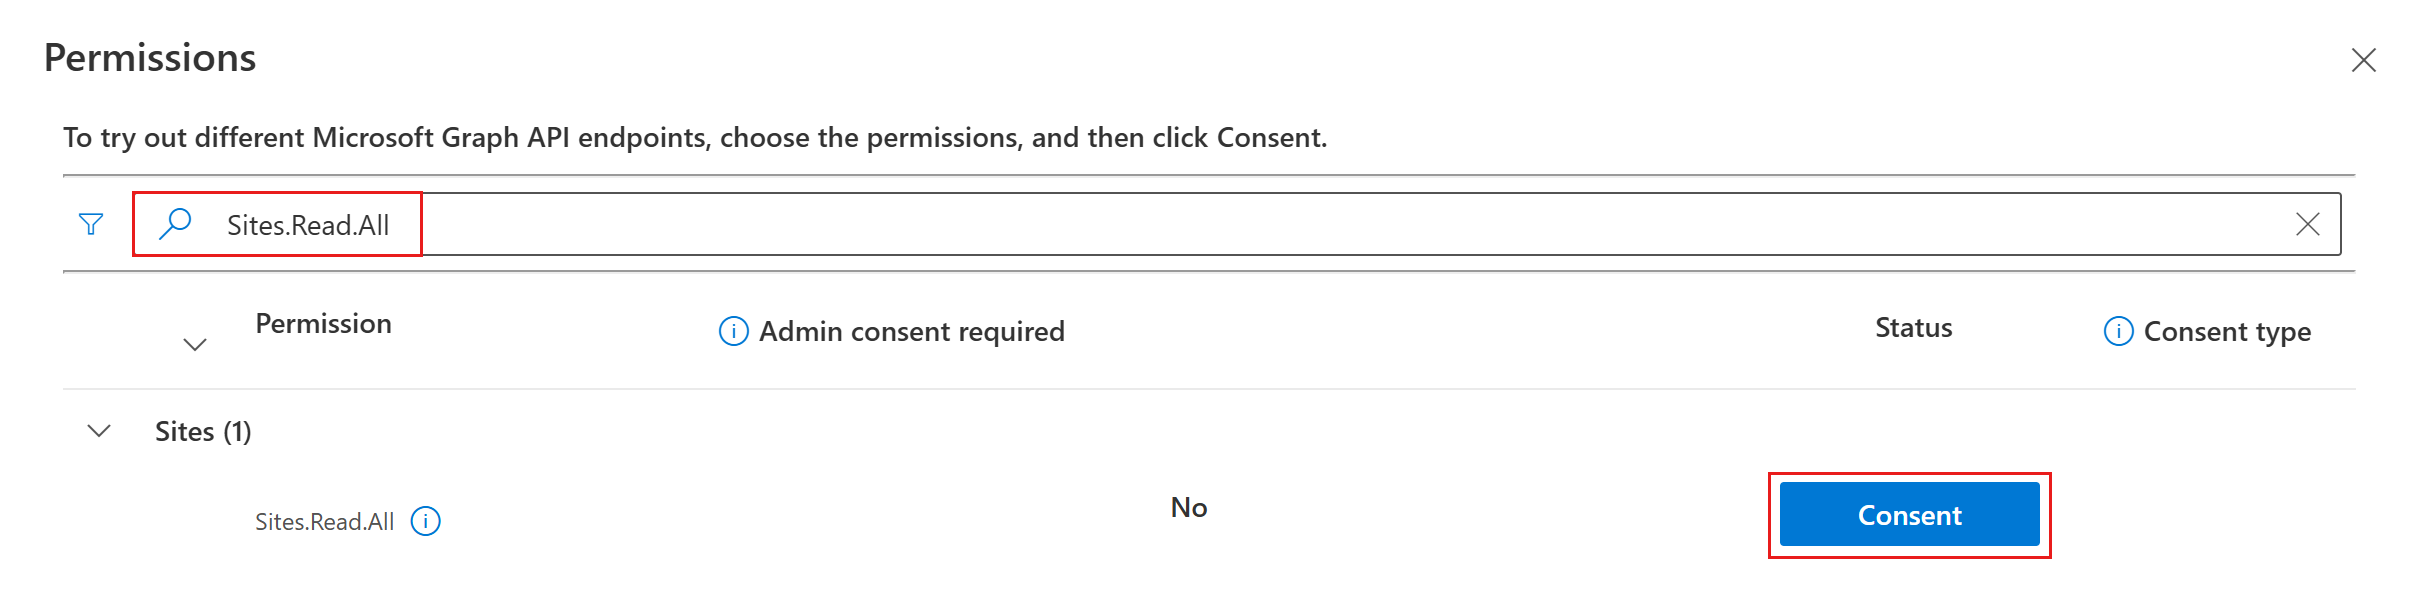 Permissions
To try out different Microsoft Graph API endpoints, choose the permissions, and then click Consent.
Sites.Read.All
Permission Admin consent required Status Consent type
Sites (1)
Sites.Read.All No Consent